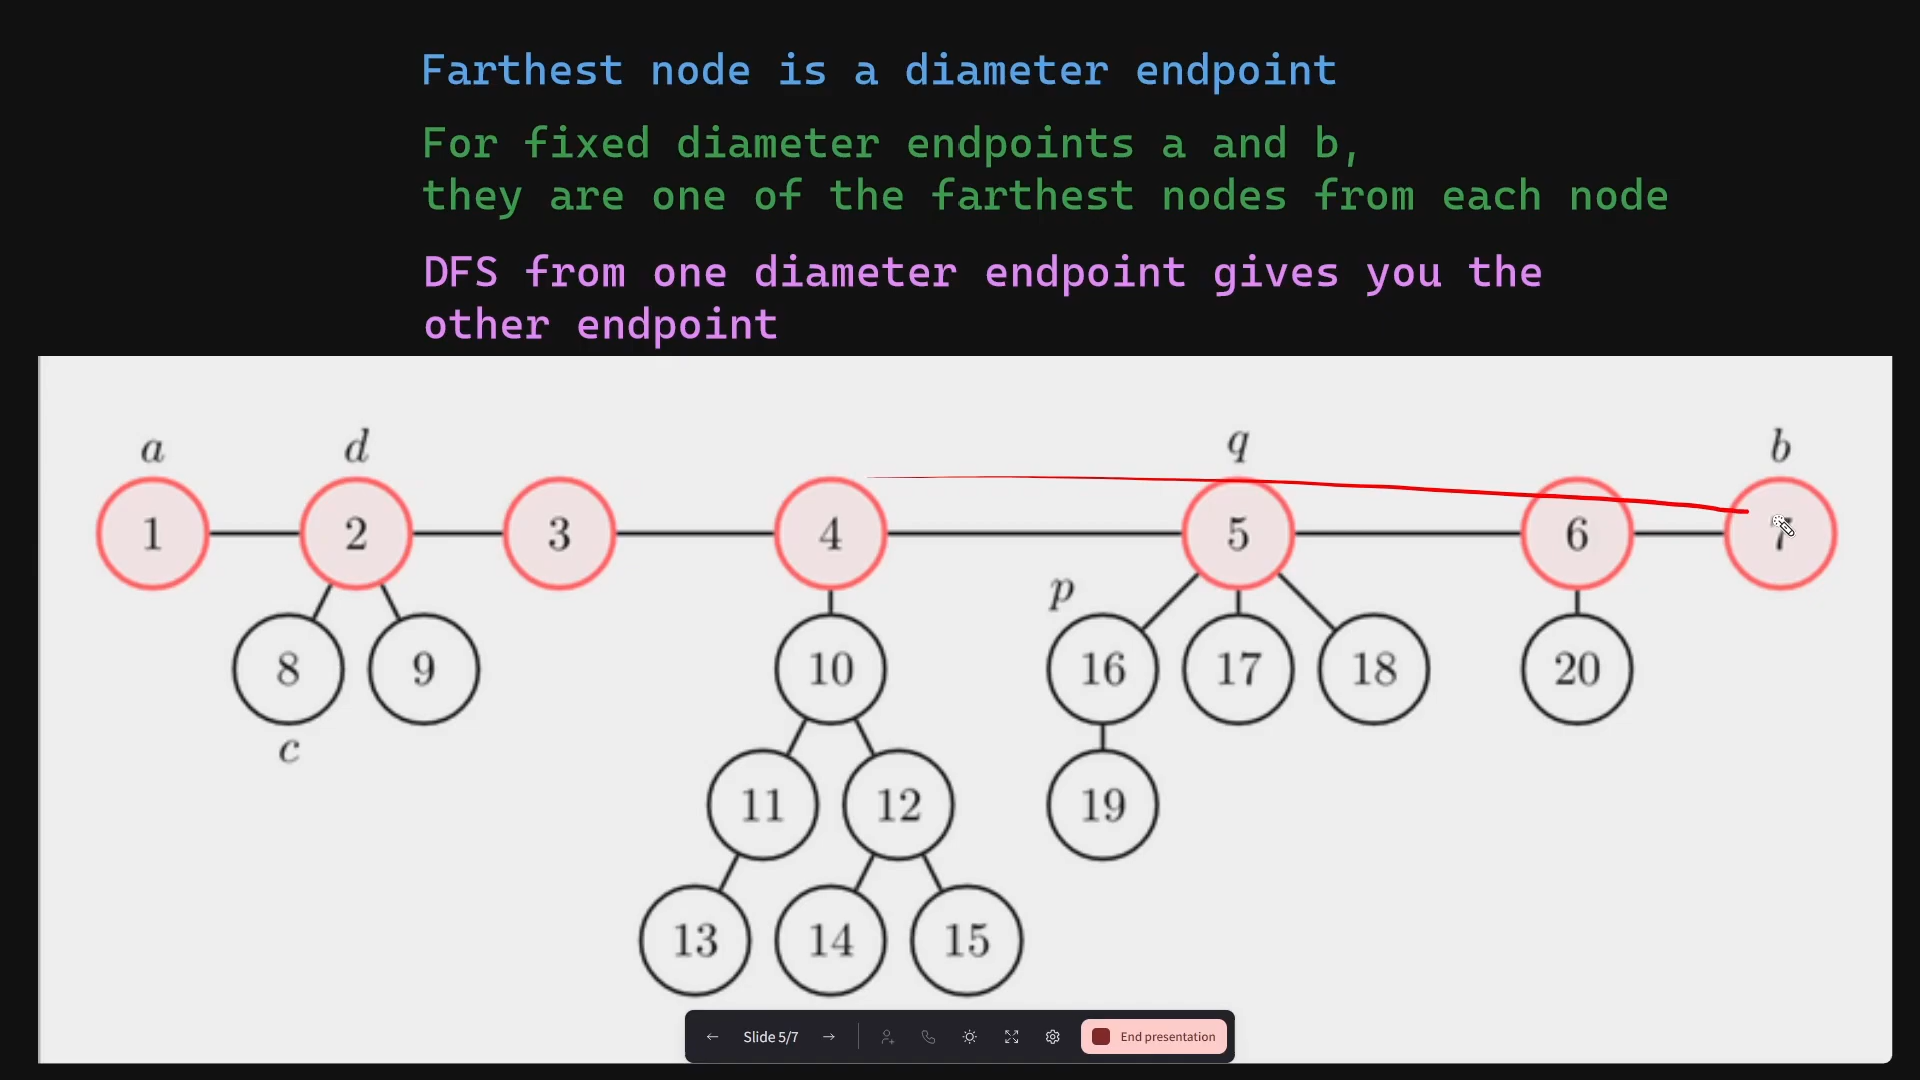 Farthest node is a diameter endpoint
For fixed diameter endpoints a and b,
they are one of the farthest nodes from each node
DFS from one diameter endpoint gives you the
other endpoint
a d q b
1 2 3 4 5 6 7
p
8 9 10 16 17 18 20
c
11 12 19
13 14 15
← Slide 5/7 → End presentation